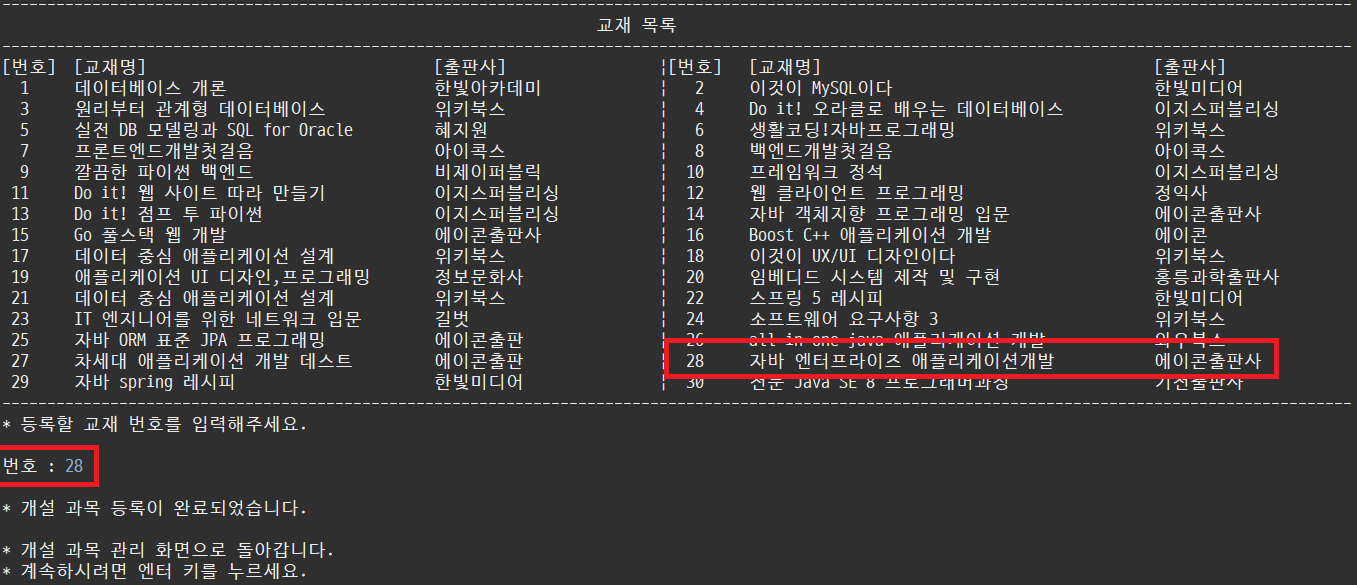 교재 목록
[번호] [교재명] [출판사] ¦[번호] [교재명] [출판사]
1 데이터베이스 개론 한빛아카데미 ¦ 2 이것이 MySQL이다 한빛미디어
3 원리부터 관계형 데이터베이스 위키북스 ¦ 4 Do it! 오라클로 배우는 데이터베이스 이지스퍼블리싱
5 실전 DB 모델링과 SQL for Oracle 혜지원 ¦ 6 생활코딩!자바프로그래밍 위키북스
7 프론트엔드개발첫걸음 아이콕스 ¦ 8 백엔드개발첫걸음 아이콕스
9 깔끔한 파이썬 백엔드 비제이퍼블릭 ¦ 10 프레임워크 정석 이지스퍼블리싱
11 Do it! 웹 사이트 따라 만들기 이지스퍼블리싱 ¦ 12 웹 클라이언트 프로그래밍 정익사
13 Do it! 점프 투 파이썬 이지스퍼블리싱 ¦ 14 자바 객체지향 프로그래밍 입문 에이콘출판사
15 Go 풀스택 웹 개발 에이콘출판사 ¦ 16 Boost C++ 애플리케이션 개발 에이콘
17 데이터 중심 애플리케이션 설계 위키북스 ¦ 18 이것이 UX/UI 디자인이다 위키북스
19 애플리케이션 UI 디자인,프로그래밍 정보문화사 ¦ 20 임베디드 시스템 제작 및 구현 홍릉과학출판사
21 데이터 중심 애플리케이션 설계 위키북스 ¦ 22 스프링 5 레시피 한빛미디어
23 IT 엔지니어를 위한 네트워크 입문 길벗 ¦ 24 소프트웨어 요구사항 3 위키북스
25 자바 ORM 표준 JPA 프로그래밍 에이콘출판 ¦ 26 all in one java 애플리케이션 개발
27 차세대 애플리케이션 개발 데스트 에이콘출판 ¦ 28 자바 엔터프라이즈 애플리케이션개발 에이콘출판사
29 자바 spring 레시피 한빛미디어 ¦ 30 전문 Java SE 8 프로그래머과정 기전출판사
* 등록할 교재 번호를 입력해주세요.
번호 : 28
* 개설 과목 등록이 완료되었습니다.
* 개설 과목 관리 화면으로 돌아갑니다.
* 계속하시려면 엔터 키를 누르세요.